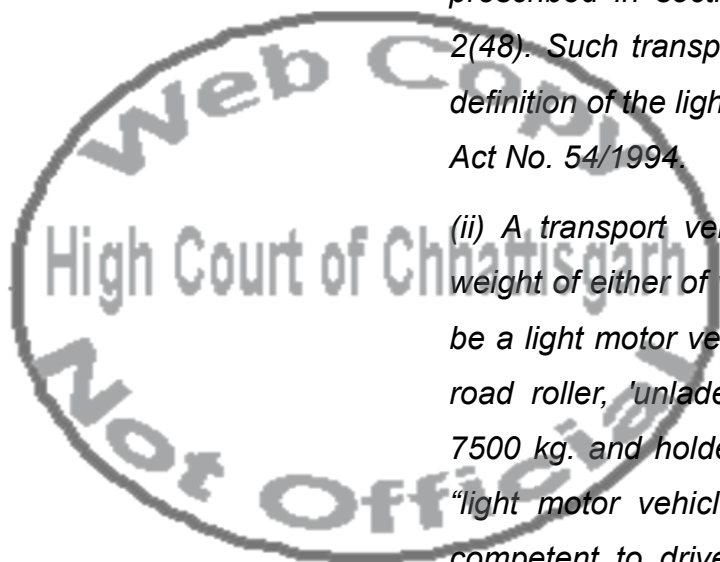 prescribed in section
2(48). Such transp
definition of the ligh
Act No. 54/1994.
(ii) A transport ve
weight of either of
be a light motor ve
road roller, 'unlade
7500 kg. and holde
“light motor vehicl
competent to drive
Web Copy
High Court of Chhattisgarh
Not Official